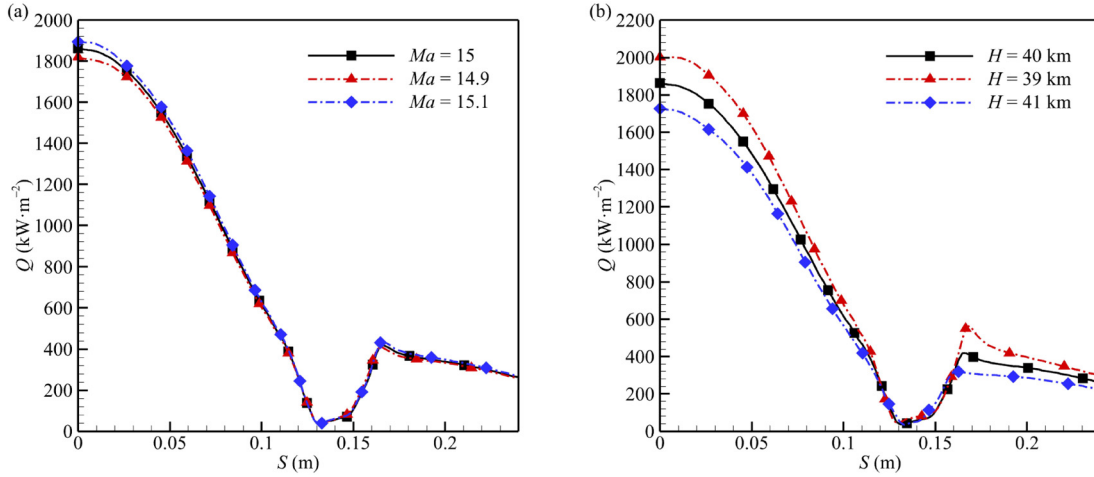 (a)
2000
1800
1600
1400
1200
1000
800
600
400
200
0
Q (kW·m−2)
0
0.05
0.1
0.15
0.2
S (m)
Ma = 15
Ma = 14.9
Ma = 15.1
(b)
2200
2000
1800
1600
1400
1200
1000
800
600
400
200
0
Q (kW·m−2)
0
0.05
0.1
0.15
0.2
S (m)
H = 40 km
H = 39 km
H = 41 km